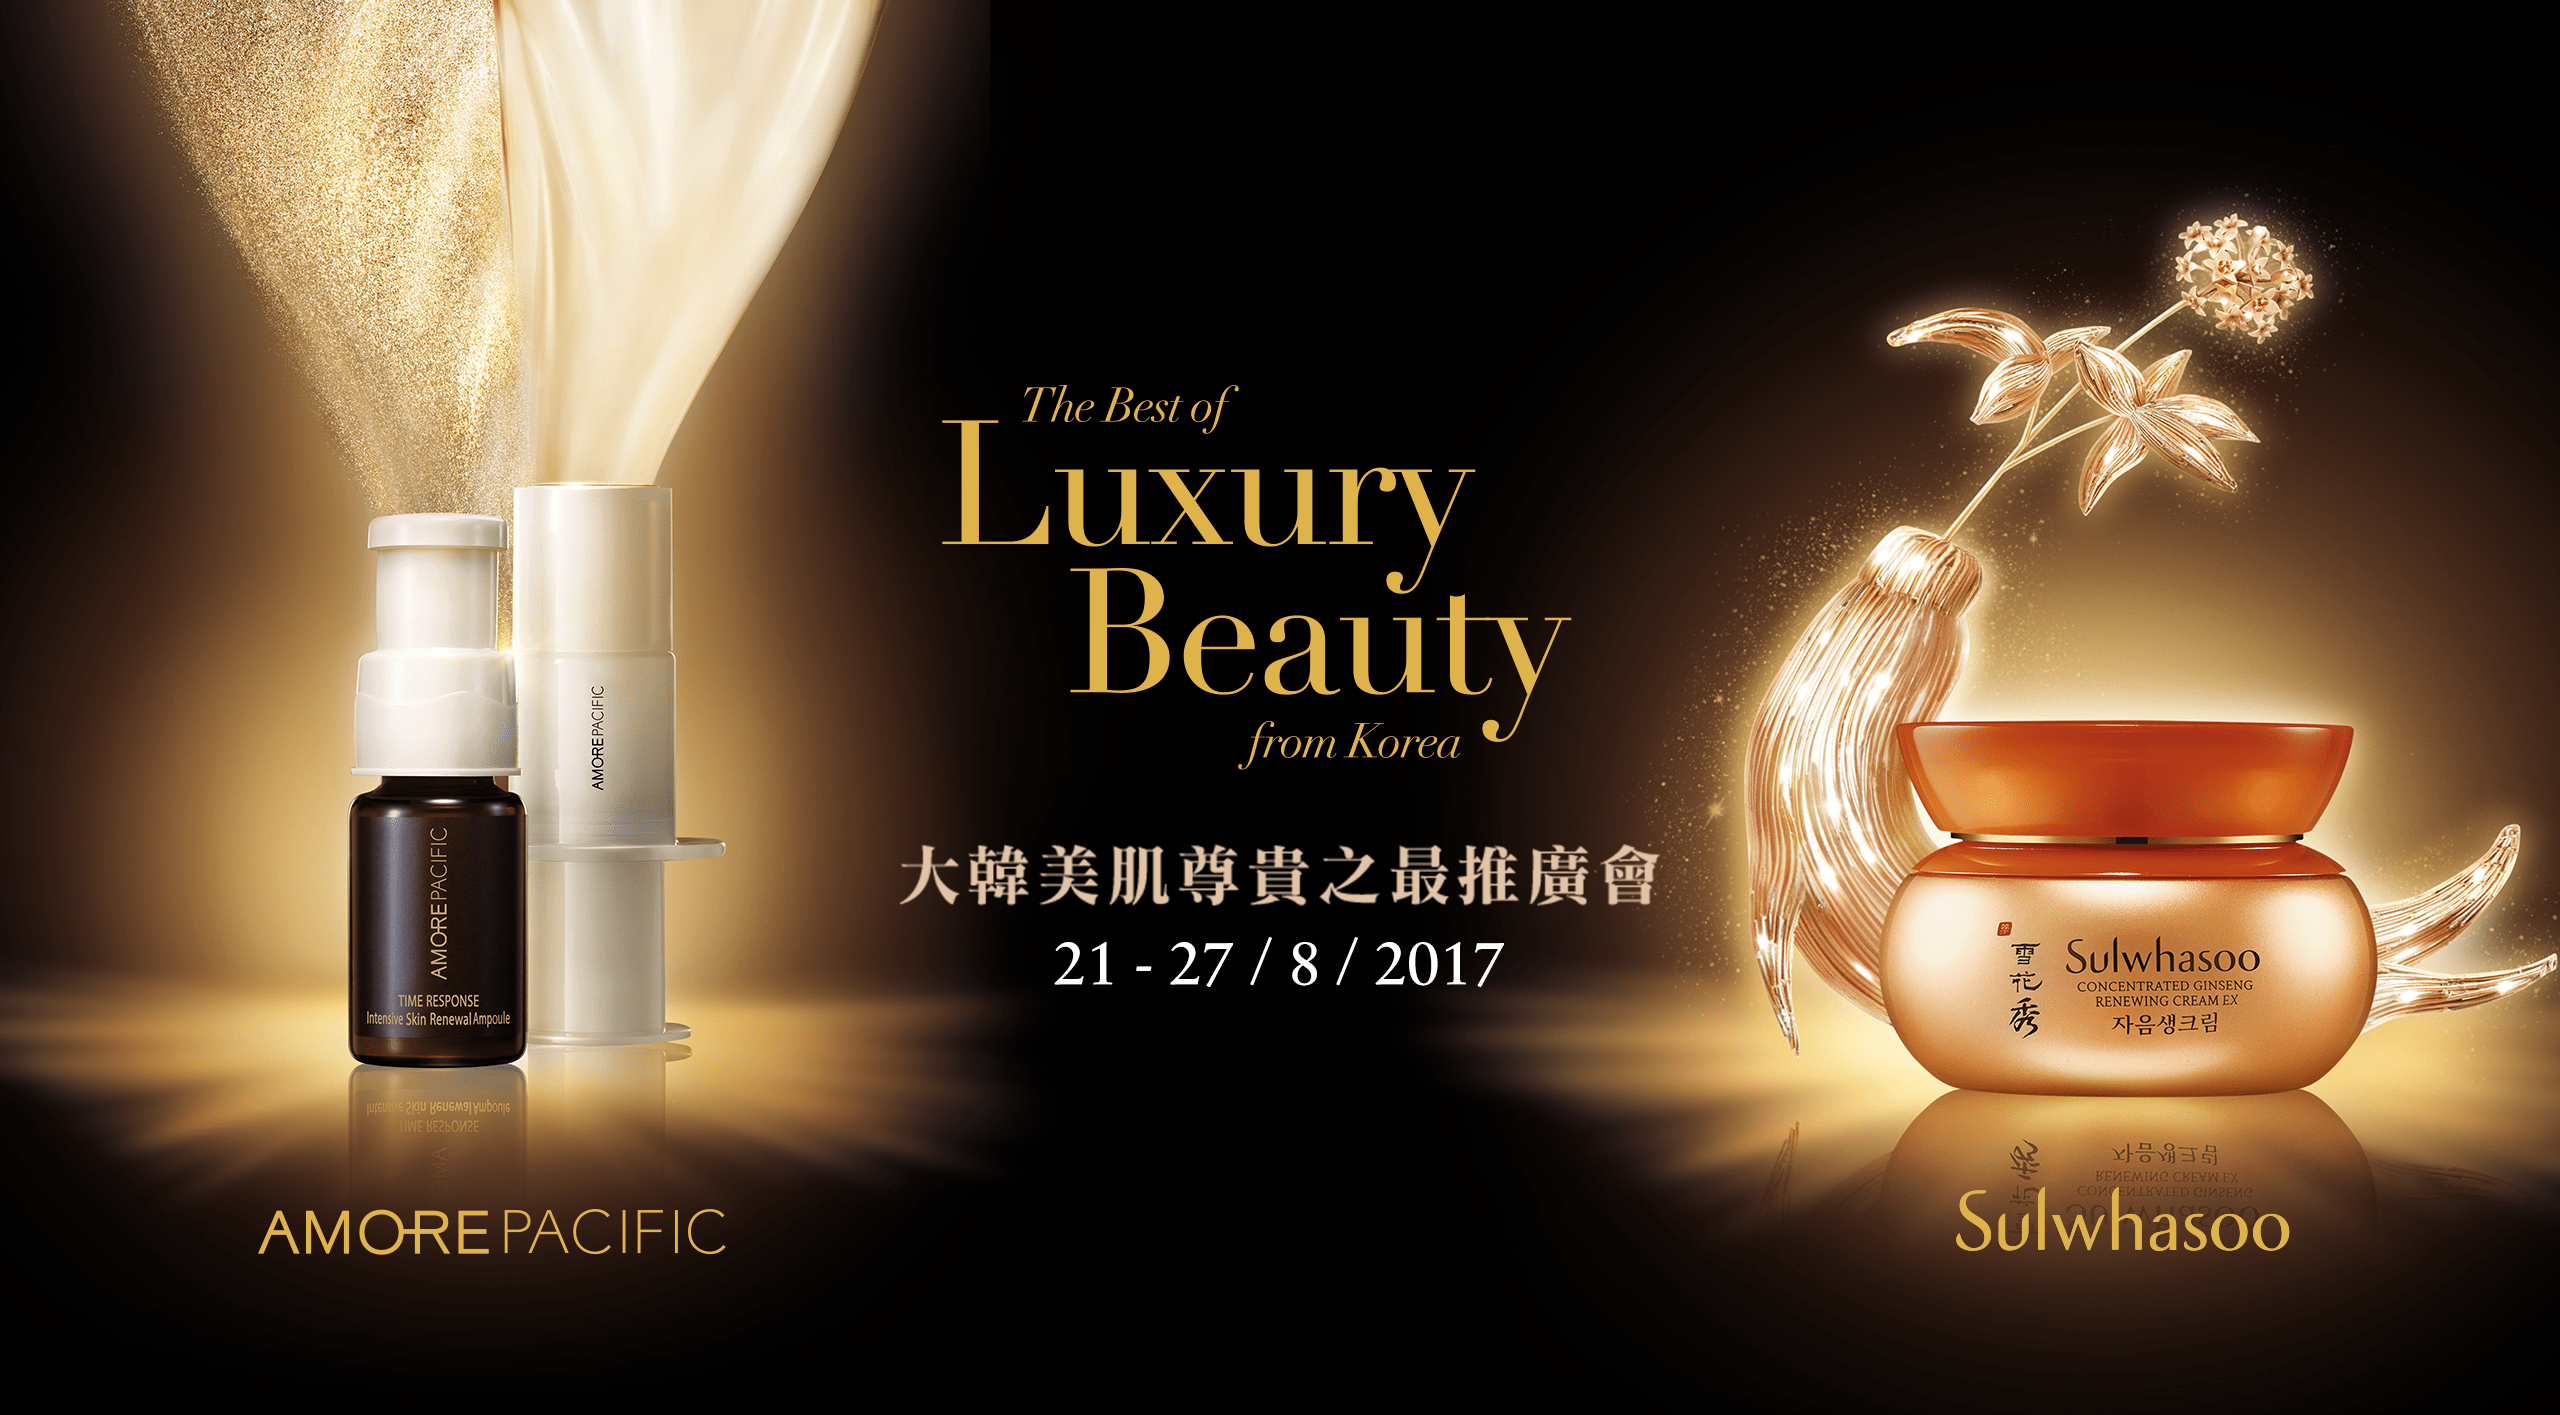 The Best of
Luxury
Beauty
from Korea
大韓美肌尊貴之最推廣會
21 - 27 / 8 / 2017
AMOREPACIFIC
AMOREPACIFIC
TIME RESPONSE
Intensive Skin Renewal Ampoule
AMOREPACIFIC
雪花秀
Sulwhasoo
CONCENTRATED GINSENG
RENEWING CREAM EX
자음생크림
Sulwhasoo